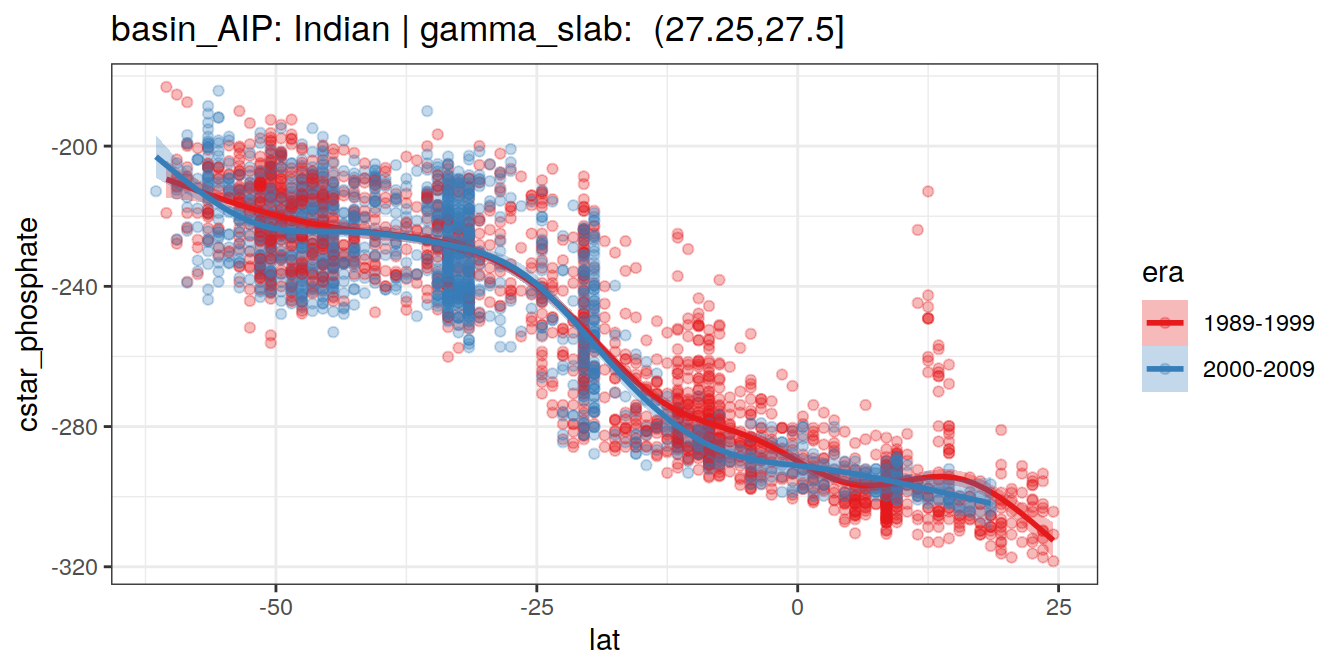 basin_AIP: Indian | gamma_slab:  (27.25,27.5]
cstar_phosphate
-200
-240
-280
-320
-50
-25
0
25
lat
era
1989-1999
2000-2009